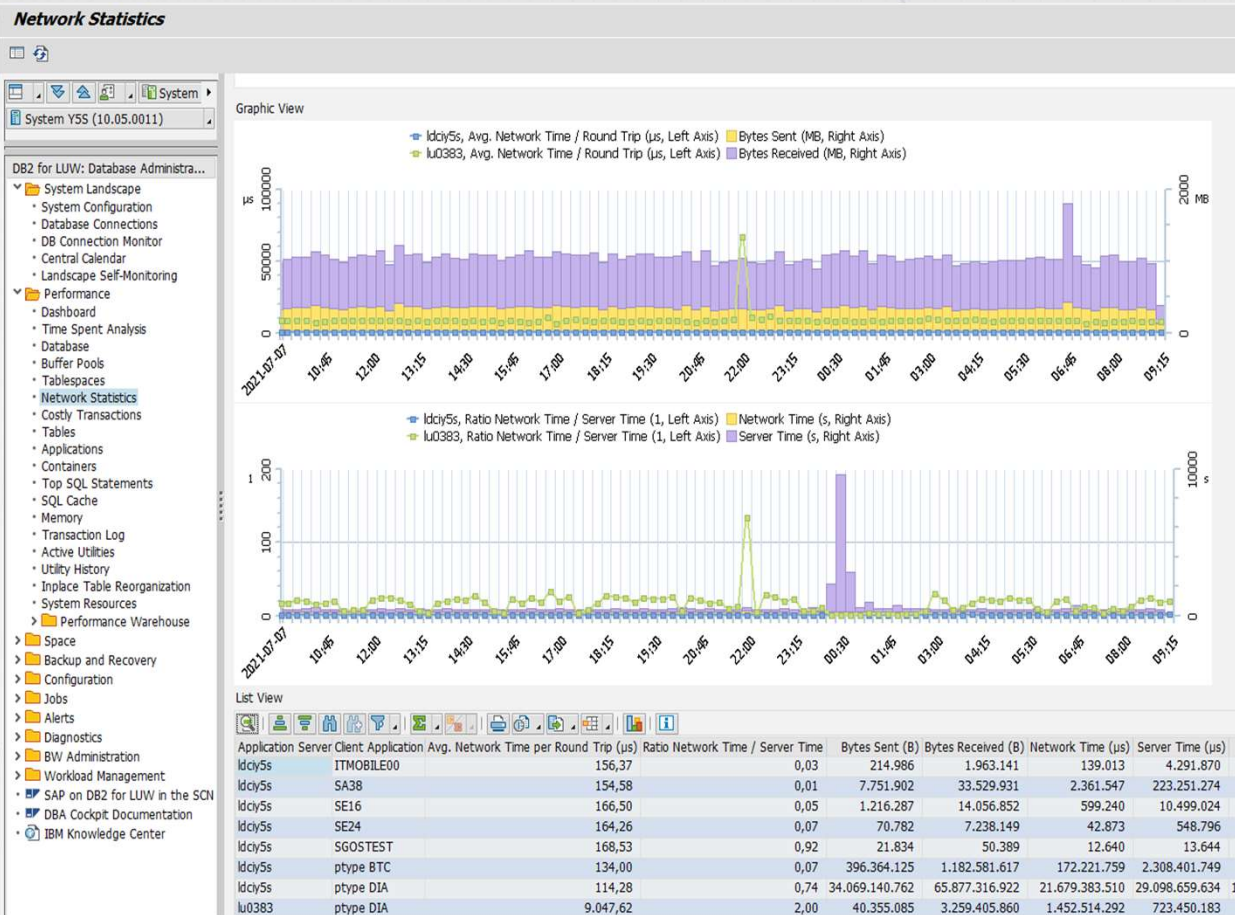 Network Statistics
System
System Y5S (10.05.0011)
DB2 for LUW: Database Administra...
System Landscape
System Configuration
Database Connections
DB Connection Monitor
Central Calendar
Landscape Self-Monitoring
Performance
Dashboard
Time Spent Analysis
Database
Buffer Pools
Tablespaces
Network Statistics
Costly Transactions
Tables
Applications
Containers
Top SQL Statements
SQL Cache
Memory
Transaction Log
Active Utilities
Utility History
Inplace Table Reorganization
System Resources
Performance Warehouse
Space
Backup and Recovery
Configuration
Jobs
Alerts
Diagnostics
BW Administration
Workload Management
SAP on DB2 for LUW in the SCN
DBA Cockpit Documentation
IBM Knowledge Center
Graphic View
ldciy5s, Avg. Network Time / Round Trip (µs, Left Axis) Bytes Sent (MB, Right Axis)
lu0383, Avg. Network Time / Round Trip (µs, Left Axis) Bytes Received (MB, Right Axis)
µs 100000 2000 MB
50000
0 0
2021-07-07 10:45 12:00 13:15 14:30 15:45 17:00 18:15 19:30 20:45 22:00 23:15 00:30 01:45 03:00 04:15 05:30 06:45 08:00 09:15
ldciy5s, Ratio Network Time / Server Time (1, Left Axis) Network Time (s, Right Axis)
lu0383, Ratio Network Time / Server Time (1, Left Axis) Server Time (s, Right Axis)
1 200 10000 s
100
0 0
2021-07-07 10:45 12:00 13:15 14:30 15:45 17:00 18:15 19:30 20:45 22:00 23:15 00:30 01:45 03:00 04:15 05:30 06:45 08:00 09:15
List View
Application Server Client Application Avg. Network Time per Round Trip (µs) Ratio Network Time / Server Time Bytes Sent (B) Bytes Received (B) Network Time (µs) Server Time (µs)
ldciy5s ITMOBILE00 156,37 0,03 214.986 1.963.141 139.013 4.291.870
ldciy5s SA38 154,58 0,01 7.751.902 33.529.931 2.361.547 223.251.274
ldciy5s SE16 166,50 0,05 1.216.287 14.056.852 599.240 10.499.024
ldciy5s SE24 164,26 0,07 70.782 7.238.149 42.873 548.796
ldciy5s SGOSTEST 168,53 0,92 21.834 50.389 12.640 13.644
ldciy5s ptype BTC 134,00 0,07 396.364.125 1.182.581.617 172.221.759 2.308.401.749
ldciy5s ptype DIA 114,28 0,74 34.069.140.762 65.877.316.922 21.679.383.510 29.098.659.634 1
lu0383 ptype DIA 9.047,62 2,00 40.355.085 3.259.405.860 1.452.514.292 723.450.183